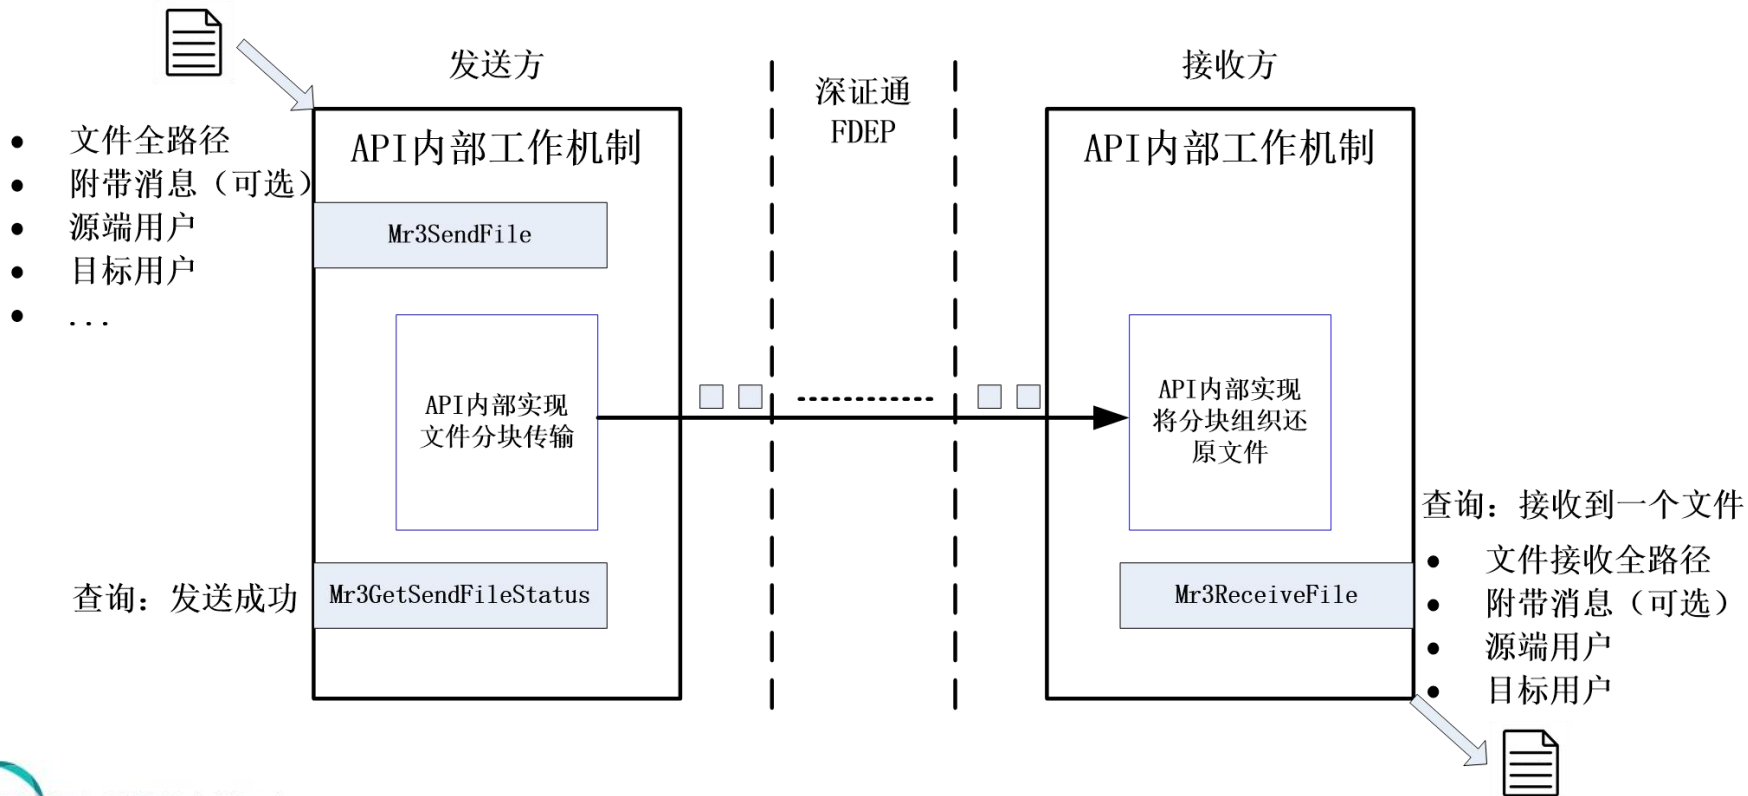 发送方
深证通
FDEP
接收方
• 文件全路径
• 附带消息（可选）
• 源端用户
• 目标用户
• ...
API内部工作机制
Mr3SendFile
API内部实现
文件分块传输
查询：发送成功
Mr3GetSendFileStatus
API内部工作机制
API内部实现
将分块组织还
原文件
Mr3ReceiveFile
查询：接收到一个文件
• 文件接收全路径
• 附带消息（可选）
• 源端用户
• 目标用户